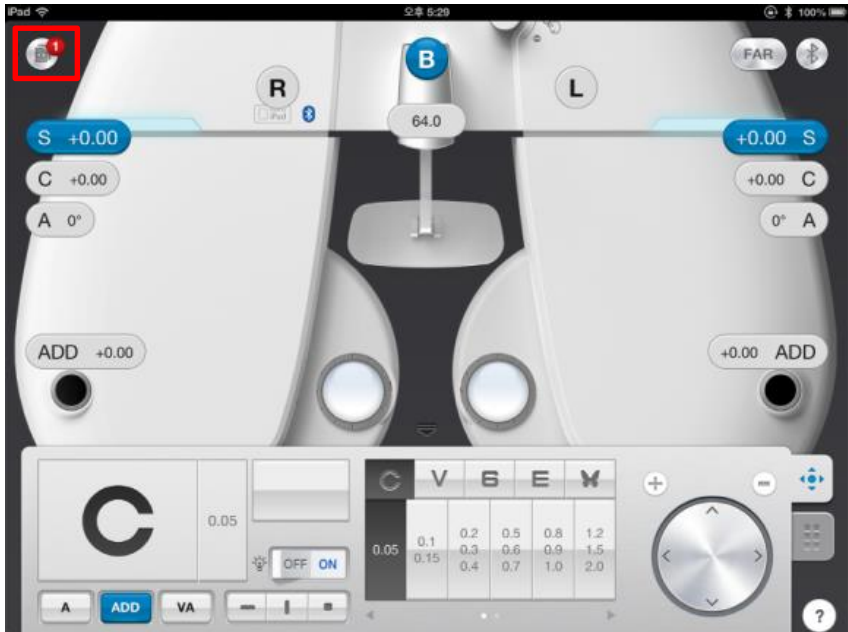 iPad 오후 5:29 100%
1
B
FAR
R L
iPad
64.0
S +0.00 +0.00 S
C +0.00 +0.00 C
A 0° 0° A
ADD +0.00 +0.00 ADD
C V 6 E
0.05
0.05
0.1
0.15
0.2
0.3
0.4
0.5
0.6
0.7
0.8
0.9
1.0
1.2
1.5
2.0
OFF ON
A ADD VA
?